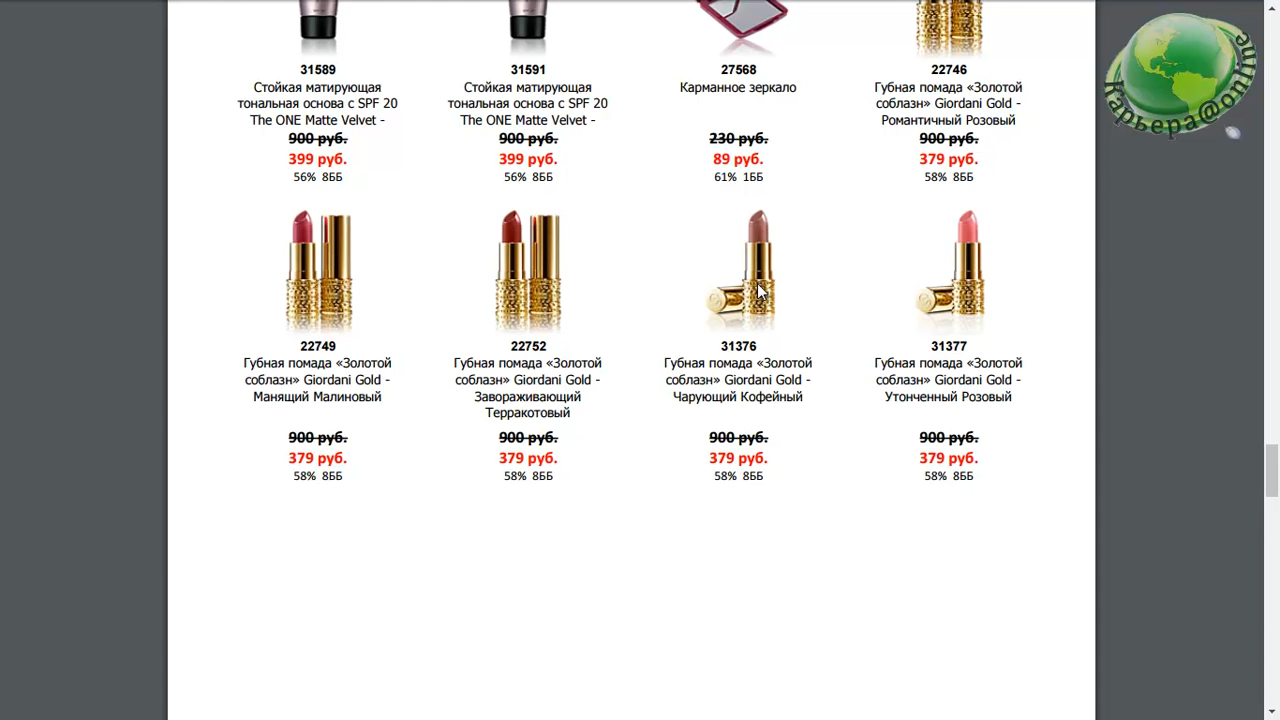 31589
Стойкая матирующая
тональная основа с SPF 20
The ONE Matte Velvet -
900 руб.
399 руб.
56% 8ББ
31591
Стойкая матирующая
тональная основа с SPF 20
The ONE Matte Velvet -
900 руб.
399 руб.
56% 8ББ
27568
Карманное зеркало
230 руб.
89 руб.
61% 1ББ
22746
Губная помада «Золотой
соблазн» Giordani Gold -
Романтичный Розовый
900 руб.
379 руб.
58% 8ББ
22749
Губная помада «Золотой
соблазн» Giordani Gold -
Манящий Малиновый
900 руб.
379 руб.
58% 8ББ
22752
Губная помада «Золотой
соблазн» Giordani Gold -
Завораживающий
Терракотовый
900 руб.
379 руб.
58% 8ББ
31376
Губная помада «Золотой
соблазн» Giordani Gold -
Чарующий Кофейный
900 руб.
379 руб.
58% 8ББ
31377
Губная помада «Золотой
соблазн» Giordani Gold -
Утонченный Розовый
900 руб.
379 руб.
58% 8ББ
Карьера@online